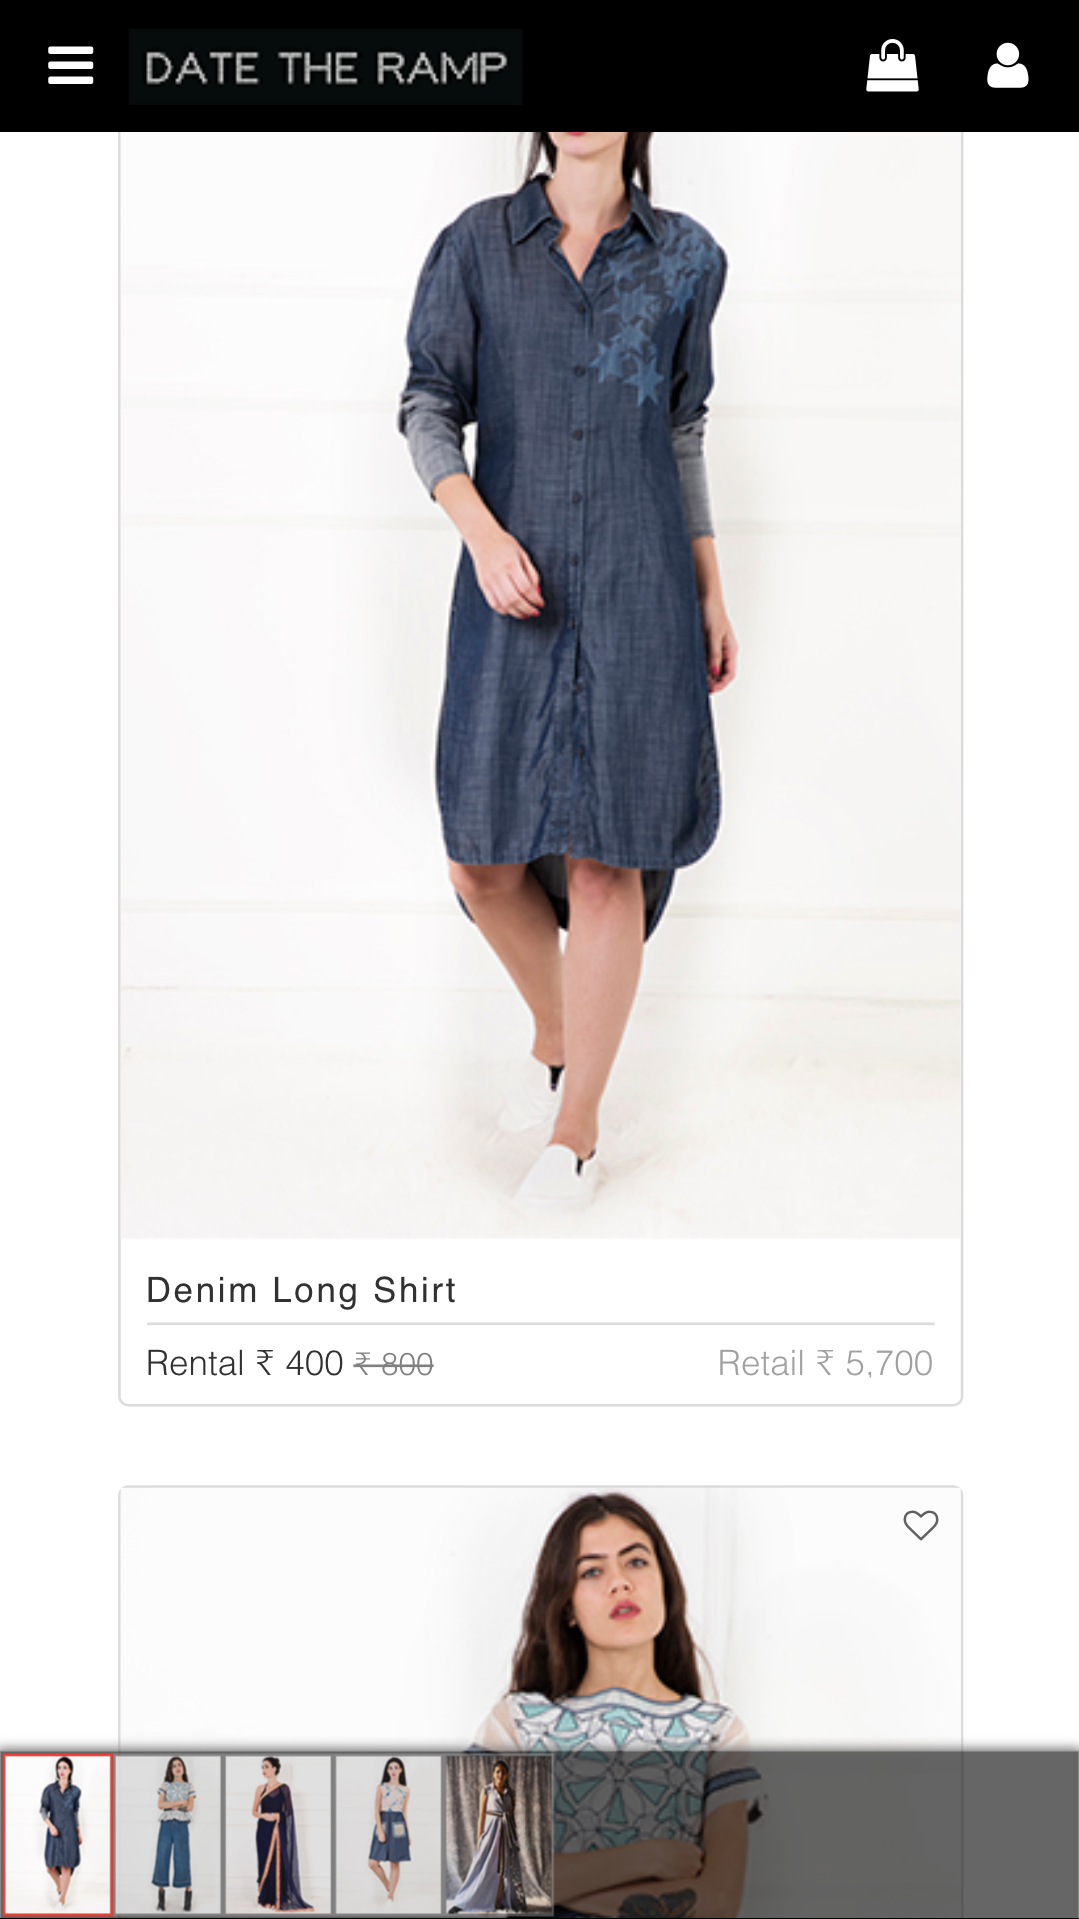 DATE THE RAMP
Denim Long Shirt
Rental ₹ 400 ₹ 800
Retail ₹ 5,700